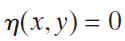 η(x, y) = 0